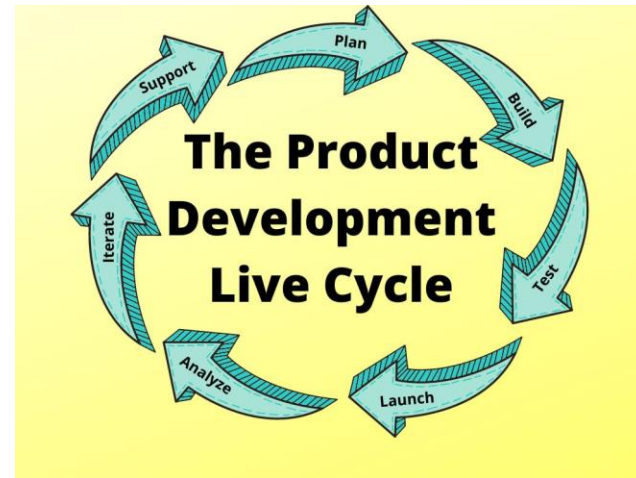 The Product
Development
Live Cycle
Plan
Build
Test
Launch
Analyze
Iterate
Support